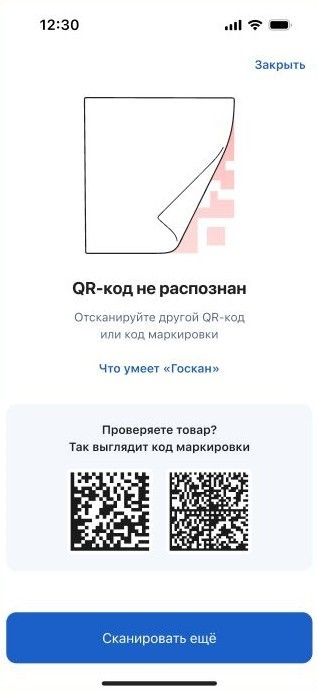 12:30
Закрыть
QR-код не распознан
Отсканируйте другой QR-код
или код маркировки
Что умеет «Госкан»
Проверяете товар?
Так выглядит код маркировки
Сканировать ещё